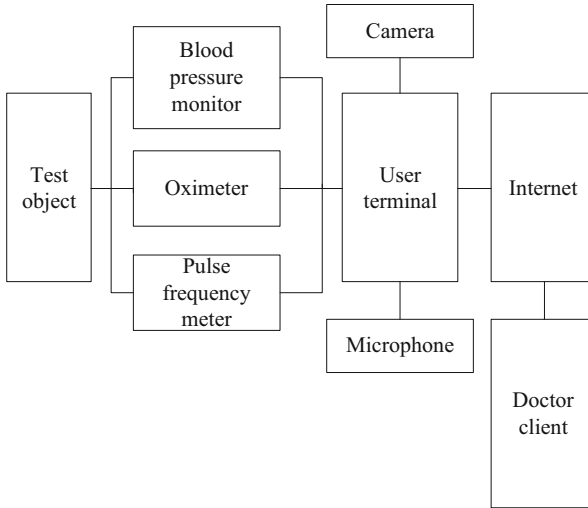 Camera
Blood
pressure
monitor
Test
object
Oximeter
User
terminal
Internet
Pulse
frequency
meter
Microphone
Doctor
client